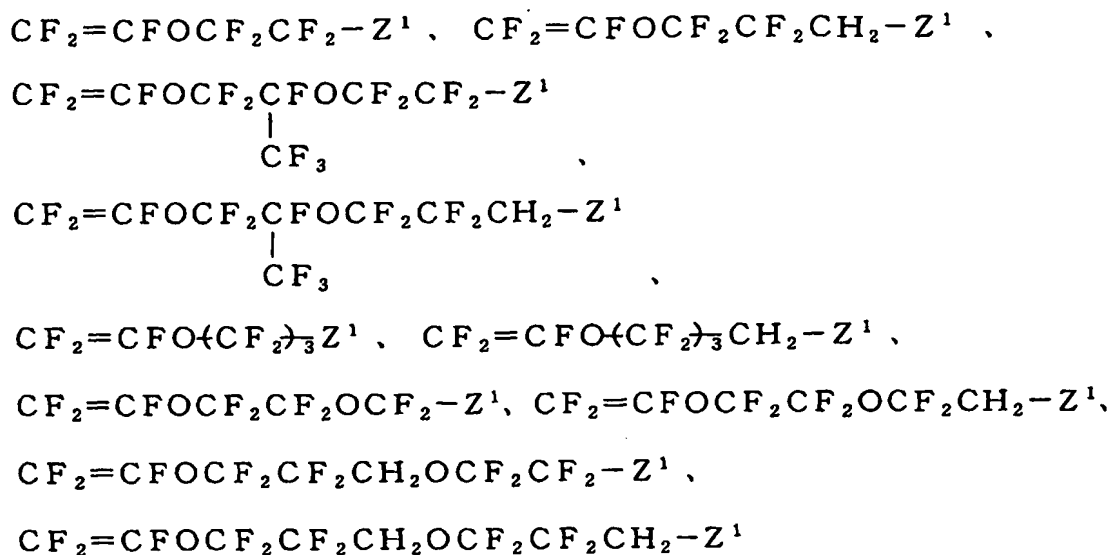 CF₂=CFOCF₂CF₂−Z¹、 CF₂=CFOCF₂CF₂CH₂−Z¹ 、
CF₂=CFOCF₂CFOCF₂CF₂−Z¹
|
CF₃ 、
CF₂=CFOCF₂CFOCF₂CF₂CH₂−Z¹
|
CF₃ 、
CF₂=CFO(CF₂)₃Z¹ 、 CF₂=CFO(CF₂)₃CH₂−Z¹ 、
CF₂=CFOCF₂CF₂OCF₂−Z¹、 CF₂=CFOCF₂CF₂OCF₂CH₂−Z¹、
CF₂=CFOCF₂CF₂CH₂OCF₂CF₂−Z¹ 、
CF₂=CFOCF₂CF₂CH₂OCF₂CF₂CH₂−Z¹